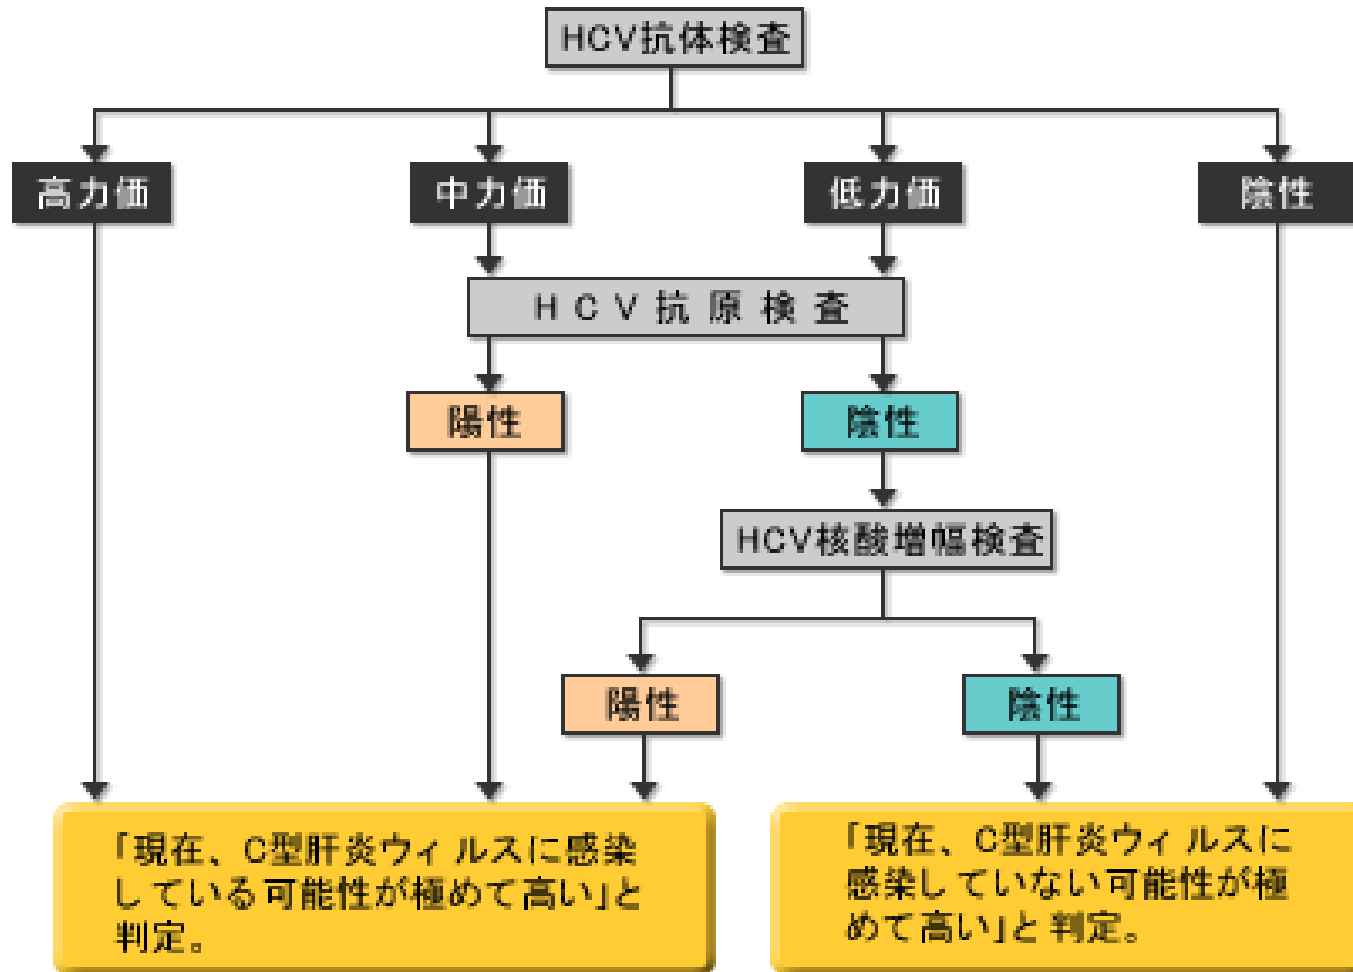 HCV抗体検査
高力価
中力価
低力価
陰性
HCV抗原検査
陽性
陰性
HCV核酸増幅検査
陽性
陰性
「現在、C型肝炎ウィルスに感染
している可能性が極めて高い」と
判定。
「現在、C型肝炎ウィルスに
感染していない可能性が極
めて高い」と判定。